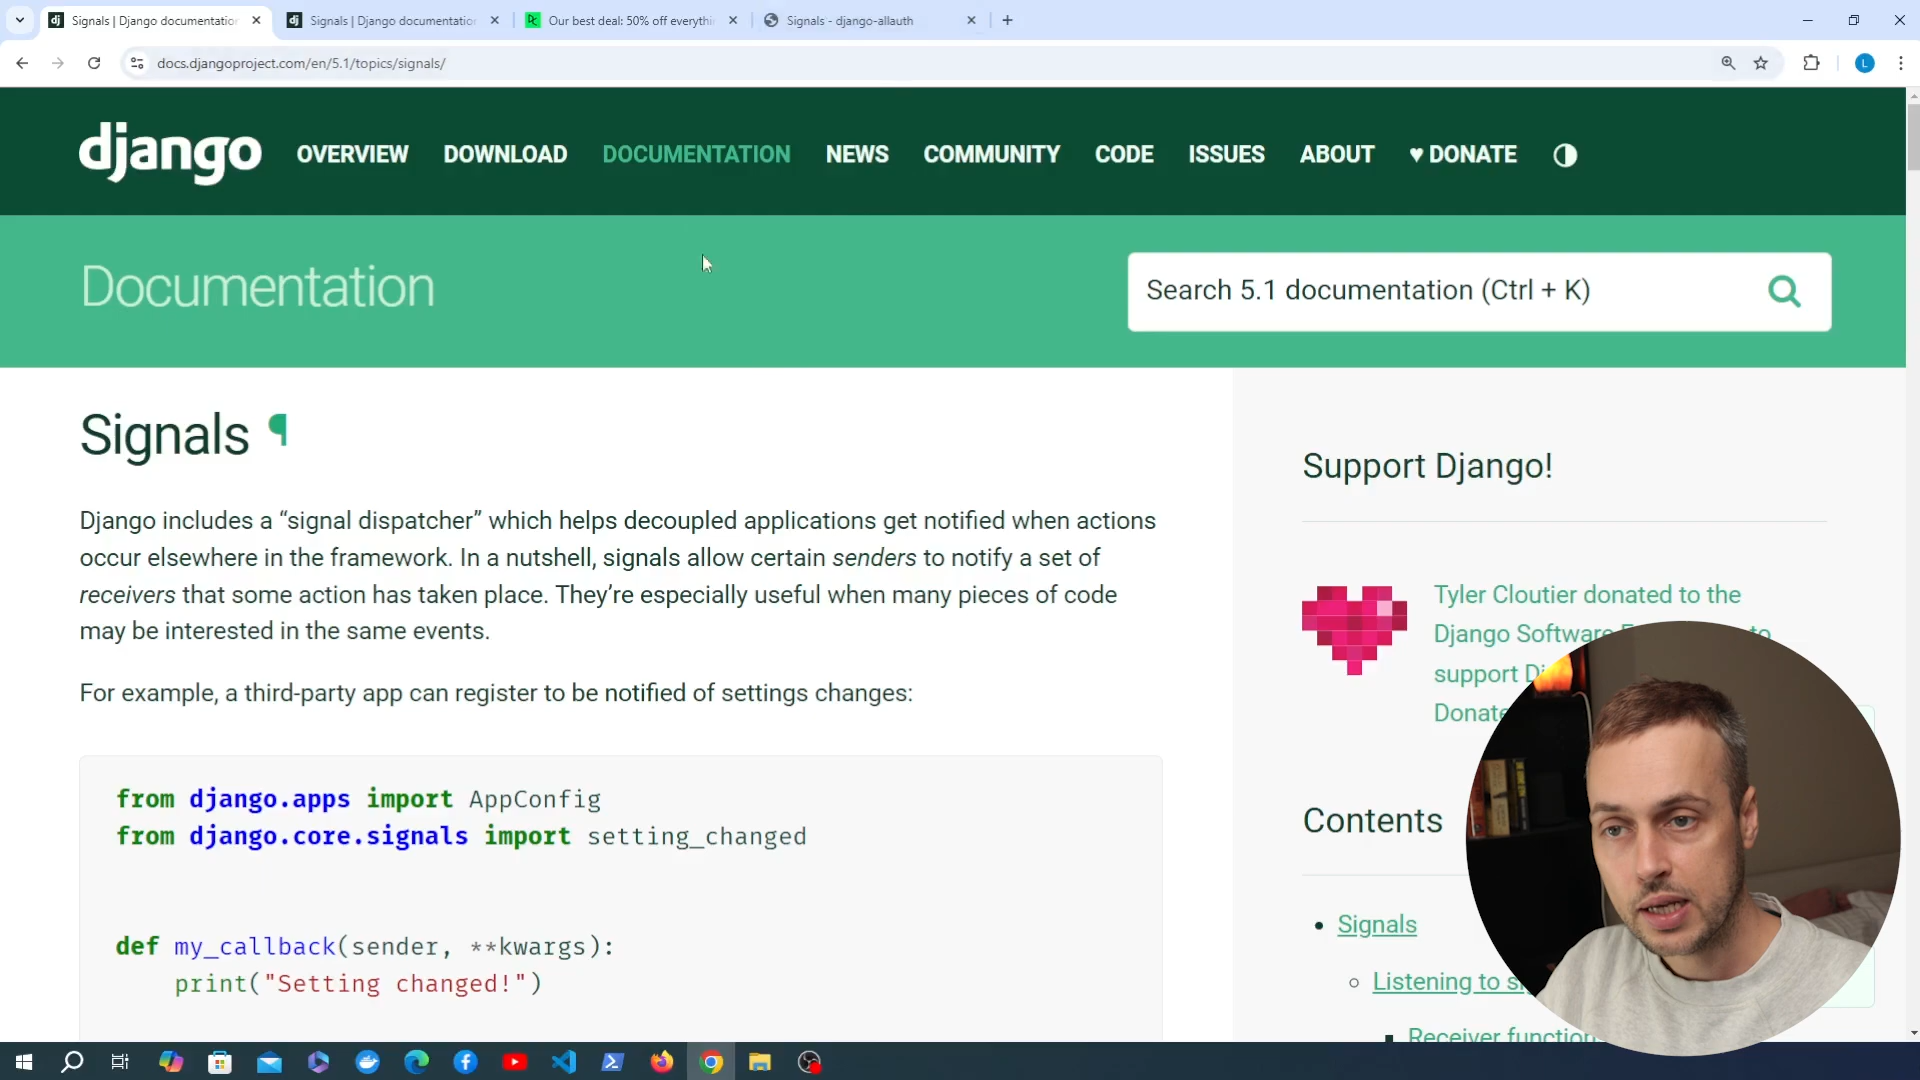 Signals | Django documentation
Signals | Django documentation
Our best deal: 50% off everythi
Signals - django-allauth
docs.djangoproject.com/en/5.1/topics/signals/
L
django
OVERVIEW
DOWNLOAD
DOCUMENTATION
NEWS
COMMUNITY
CODE
ISSUES
ABOUT
♥ DONATE
Documentation
Search 5.1 documentation (Ctrl + K)
Signals ¶
Django includes a “signal dispatcher” which helps decoupled applications get notified when actions
occur elsewhere in the framework. In a nutshell, signals allow certain senders to notify a set of
receivers that some action has taken place. They’re especially useful when many pieces of code
may be interested in the same events.
For example, a third-party app can register to be notified of settings changes:
from django.apps import AppConfig
from django.core.signals import setting_changed
def my_callback(sender, **kwargs):
print("Setting changed!")
Support Django!
Tyler Cloutier donated to the
Django Software to
support
Donate
Contents
Signals
Listening to
Receiver function